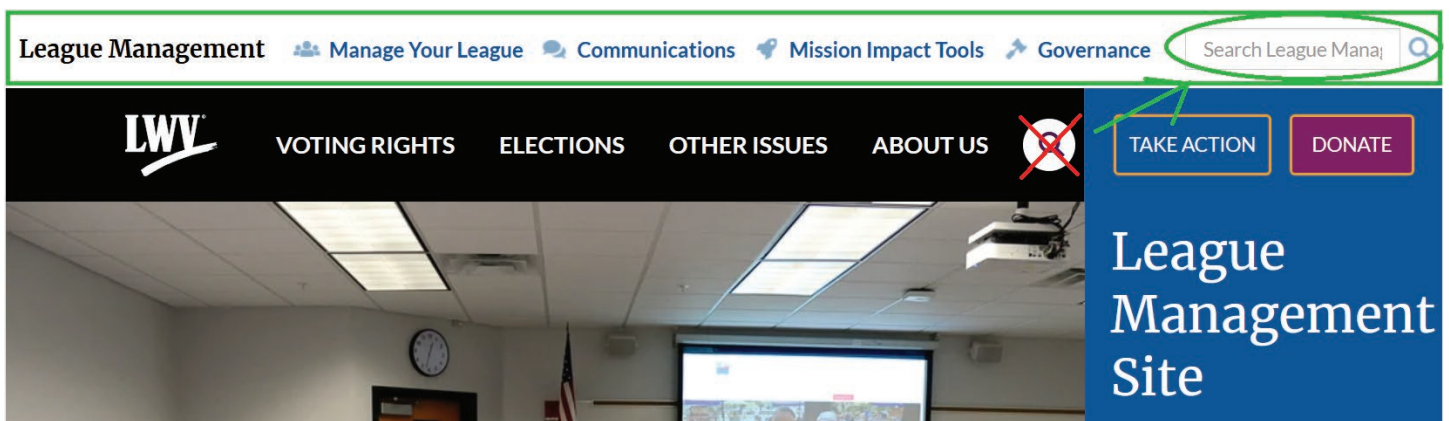 League Management Manage Your League Communications Mission Impact Tools Governance Search League Mana
LWV VOTING RIGHTS ELECTIONS OTHER ISSUES ABOUT US TAKE ACTION DONATE
League
Management
Site